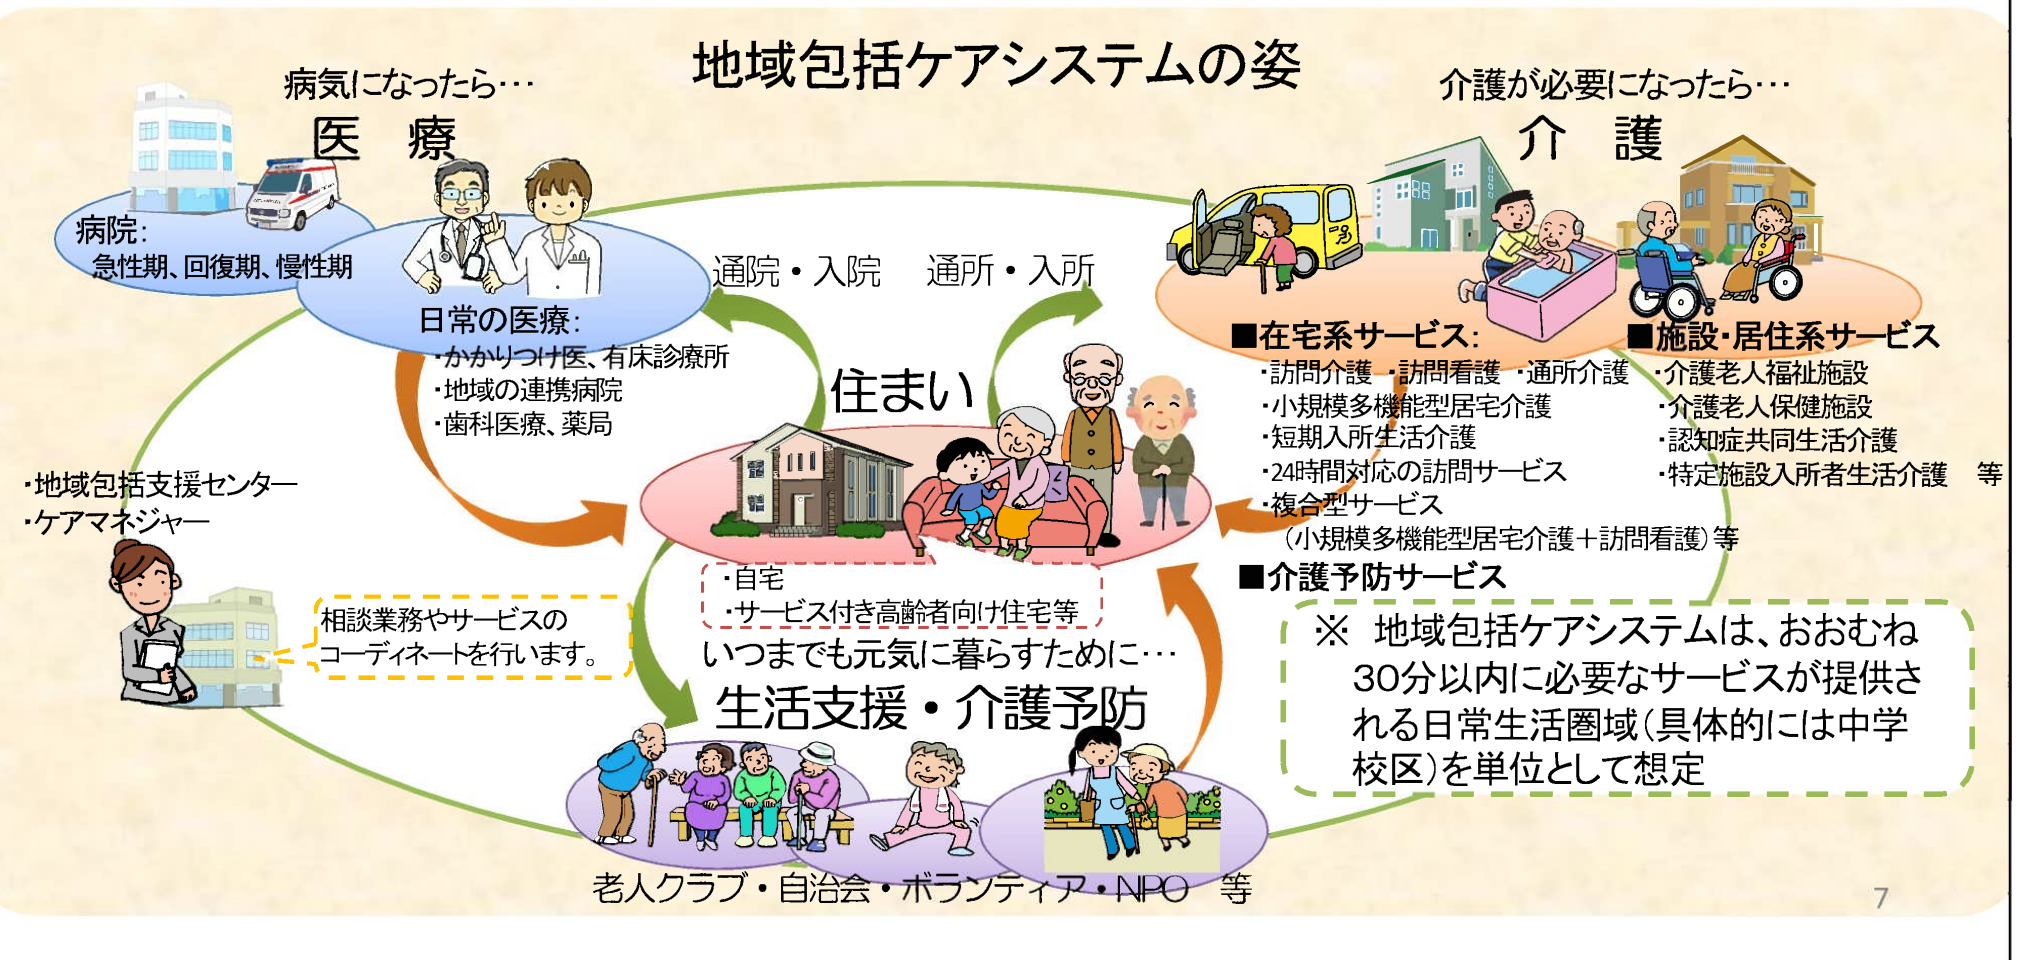 地域包括ケアシステムの姿
病気になったら･･･
医　療
病院：
急性期、回復期、慢性期
日常の医療：
・かかりつけ医、有床診療所
・地域の連携病院
・歯科医療、薬局
通院・入院
通所・入所
介護が必要になったら･･･
介　護
■在宅系サービス：
・訪問介護　・訪問看護　・通所介護
・小規模多機能型居宅介護
・短期入所生活介護
・24時間対応の訪問サービス
・複合型サービス
（小規模多機能型居宅介護＋訪問看護）等
■介護予防サービス
■施設・居住系サービス
・介護老人福祉施設
・介護老人保健施設
・認知症共同生活介護
・特定施設入所者生活介護　等
住まい
・自宅
・サービス付き高齢者向け住宅等
・地域包括支援センター
・ケアマネジャー
相談業務やサービスの
コーディネートを行います。
いつまでも元気に暮らすために･･･
生活支援・介護予防
老人クラブ・自治会・ボランティア・NPO　等
※　地域包括ケアシステムは、おおむね
30分以内に必要なサービスが提供さ
れる日常生活圏域（具体的には中学
校区）を単位として想定
7